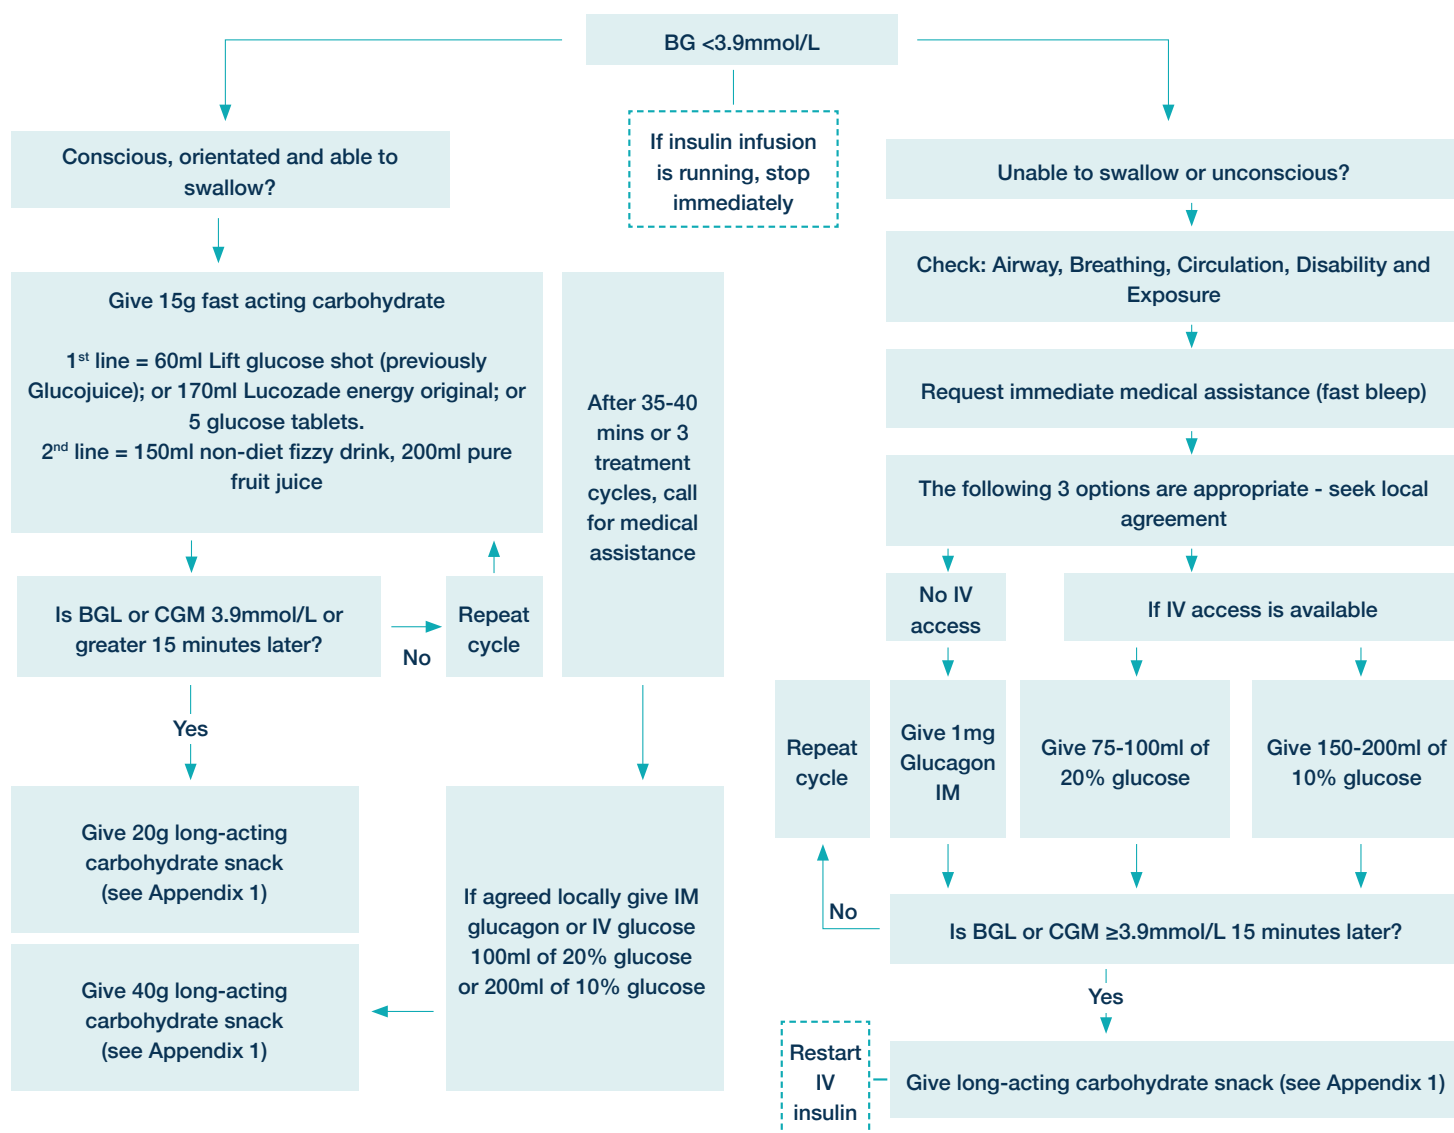 BG <3.9mmol/L
If insulin infusion
is running, stop
immediately
Conscious, orientated and able to
swallow?
Give 15g fast acting carbohydrate
1st line = 60ml Lift glucose shot (previously
Glucojuice); or 170ml Lucozade energy original; or
5 glucose tablets.
2nd line = 150ml non-diet fizzy drink, 200ml pure
fruit juice
Is BGL or CGM 3.9mmol/L or
greater 15 minutes later?
No
Repeat
cycle
Yes
Give 20g long-acting
carbohydrate snack
(see Appendix 1)
After 35-40
mins or 3
treatment
cycles, call
for medical
assistance
If agreed locally give IM
glucagon or IV glucose
100ml of 20% glucose
or 200ml of 10% glucose
Give 40g long-acting
carbohydrate snack
(see Appendix 1)
Unable to swallow or unconscious?
Check: Airway, Breathing, Circulation, Disability and
Exposure
Request immediate medical assistance (fast bleep)
The following 3 options are appropriate - seek local
agreement
No IV
access
If IV access is available
Give 1mg
Glucagon
IM
Give 75-100ml of
20% glucose
Give 150-200ml of
10% glucose
Is BGL or CGM ≥3.9mmol/L 15 minutes later?
No
Repeat
cycle
Yes
Give long-acting carbohydrate snack (see Appendix 1)
Restart
IV
insulin